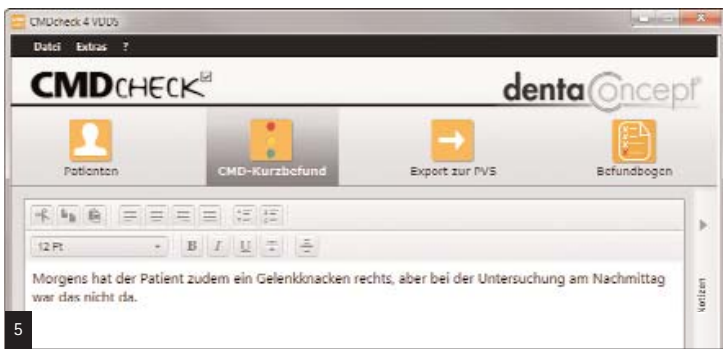 CMDcheck 4 VDDS
Datei Extras ?
CMDCHECK
dentaConcept
Patienten CMD-Kurzbefund Export zur PVS Befundbogen
12 Pt B I U T
Morgens hat der Patient zudem ein Gelenkknacken rechts, aber bei der Untersuchung am Nachmittag
war das nicht da.
Notizen
5